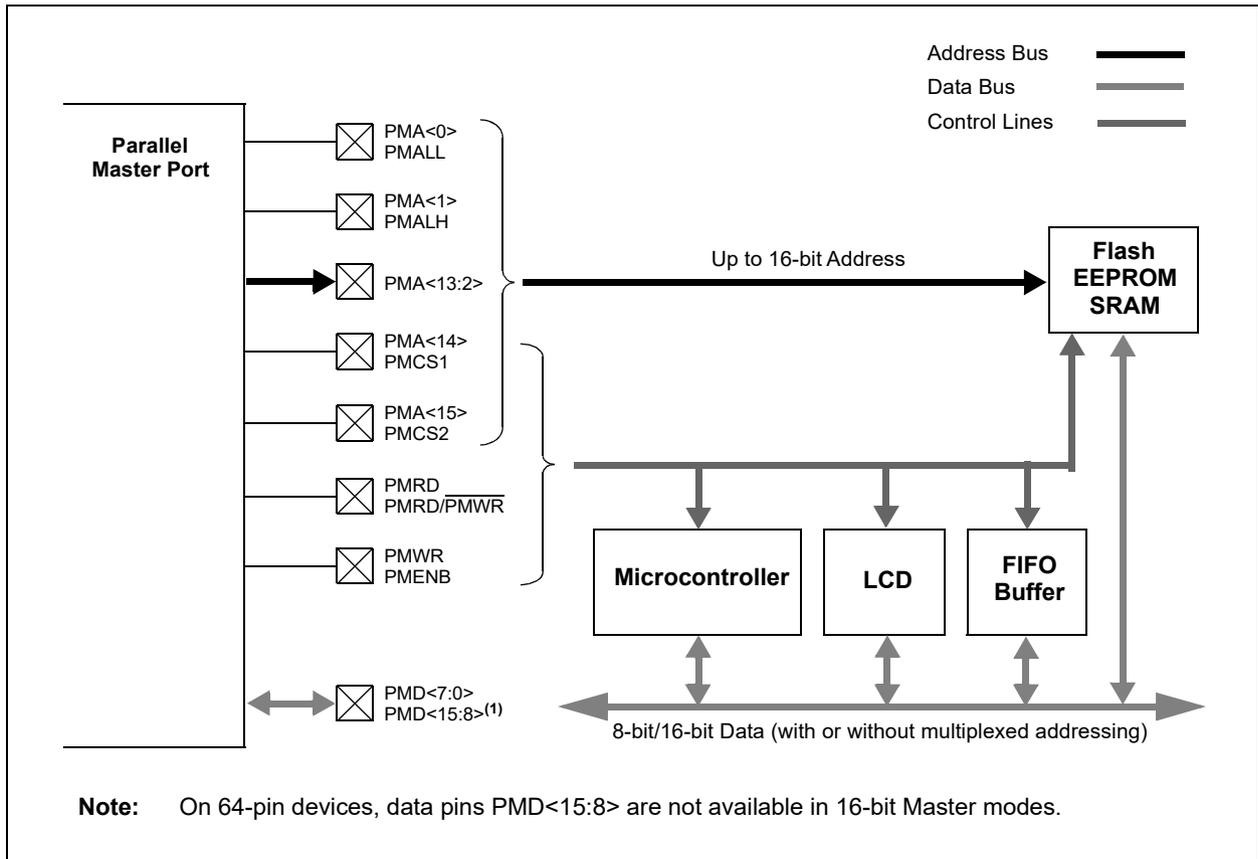 Address Bus
Data Bus
Control Lines
Parallel
Master Port
PMA<0>
PMALL
PMA<1>
PMALH
PMA<13:2>
PMA<14>
PMCS1
PMA<15>
PMCS2
PMRD
PMRD/PMWR
PMWR
PMENB
PMD<7:0>
PMD<15:8>(1)
Up to 16-bit Address
Flash
EEPROM
SRAM
Microcontroller
LCD
FIFO
Buffer
8-bit/16-bit Data (with or without multiplexed addressing)
Note: On 64-pin devices, data pins PMD<15:8> are not available in 16-bit Master modes.